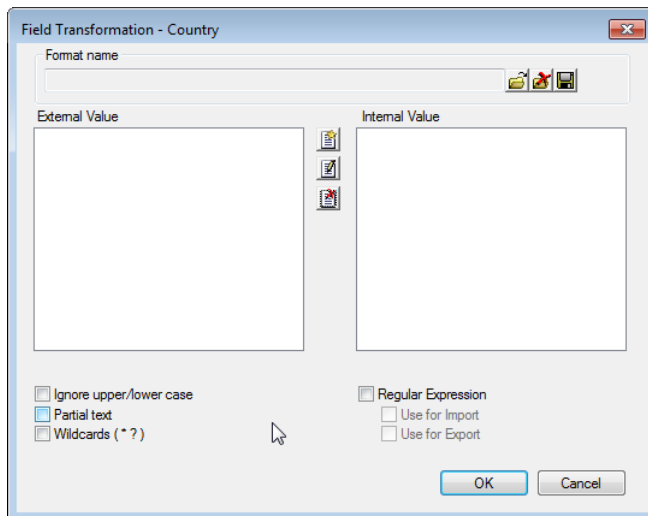 Field Transformation - Country
Format name
External Value
Internal Value
Ignore upper/lower case
Partial text
Wildcards ( * ? )
Regular Expression
Use for Import
Use for Export
OK
Cancel